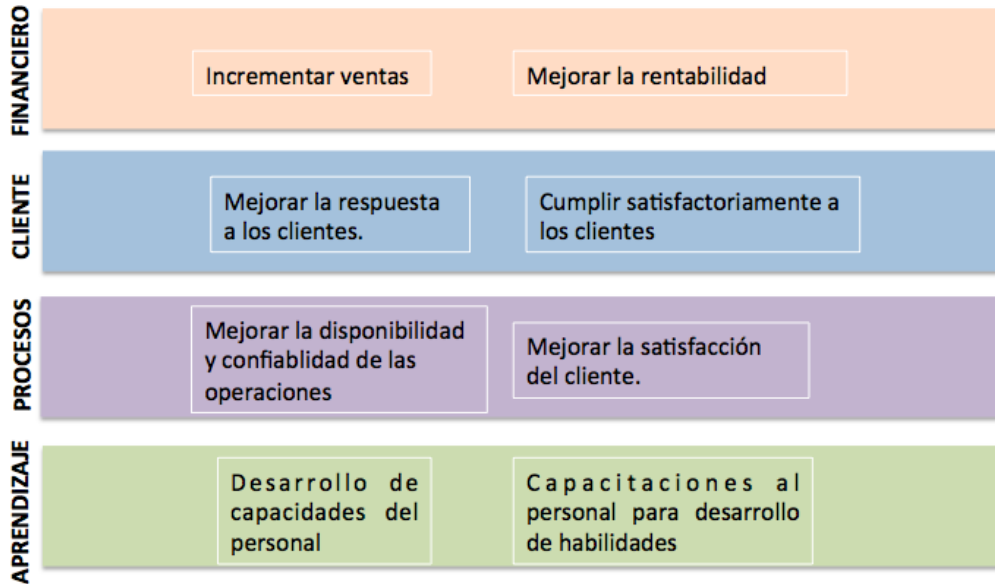 FINANCIERO
Incrementar ventas
Mejorar la rentabilidad
CLIENTE
Mejorar la respuesta
a los clientes.
Cumplir satisfactoriamente a
los clientes
PROCESOS
Mejorar la disponibilidad
y confiablidad de las
operaciones
Mejorar la satisfacción
del cliente.
APRENDIZAJE
Desarrollo de
capacidades del
personal
Capacitaciones al
personal para desarrollo
de habilidades